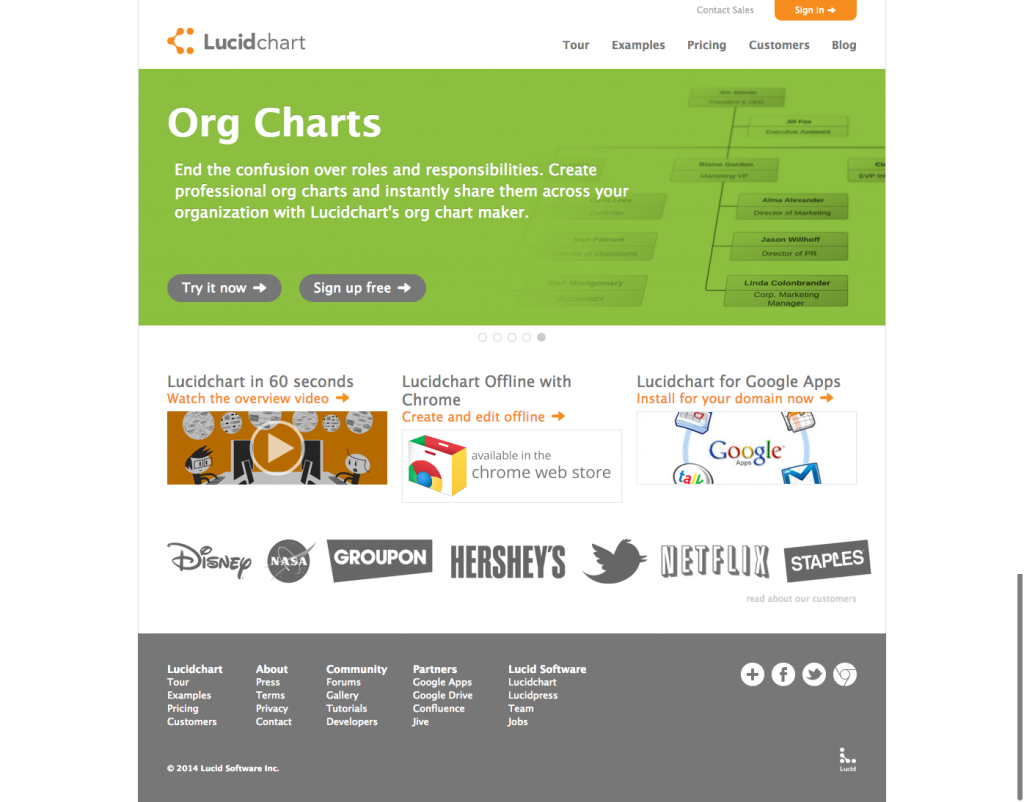 Contact Sales
Sign In
Lucidchart
Tour
Examples
Pricing
Customers
Blog
Org Charts
End the confusion over roles and responsibilities. Create
professional org charts and instantly share them across your
organization with Lucidchart's org chart maker.
Try it now
Sign up free
President & CEO
Jill Fox
Executive Assistant
Blaine Gordon
Marketing VP
Alma Alexander
Director of Marketing
Director of Operations
Jason Willhoff
Director of PR
Matt Montgomery
Accountant
Linda Colonbrander
Corp. Marketing
Manager
Lucidchart in 60 seconds
Watch the overview video
Lucidchart Offline with
Chrome
Create and edit offline
available in the
chrome web store
Lucidchart for Google Apps
Install for your domain now
Google
Apps
talk
Disney
NASA
GROUPON
HERSHEY'S
NETFLIX
STAPLES
read about our customers
Lucidchart
Tour
Examples
Pricing
Customers
About
Press
Terms
Privacy
Contact
Community
Forums
Gallery
Tutorials
Developers
Partners
Google Apps
Google Drive
Confluence
Jive
Lucid Software
Lucidchart
Lucidpress
Team
Jobs
© 2014 Lucid Software Inc.
Lucid